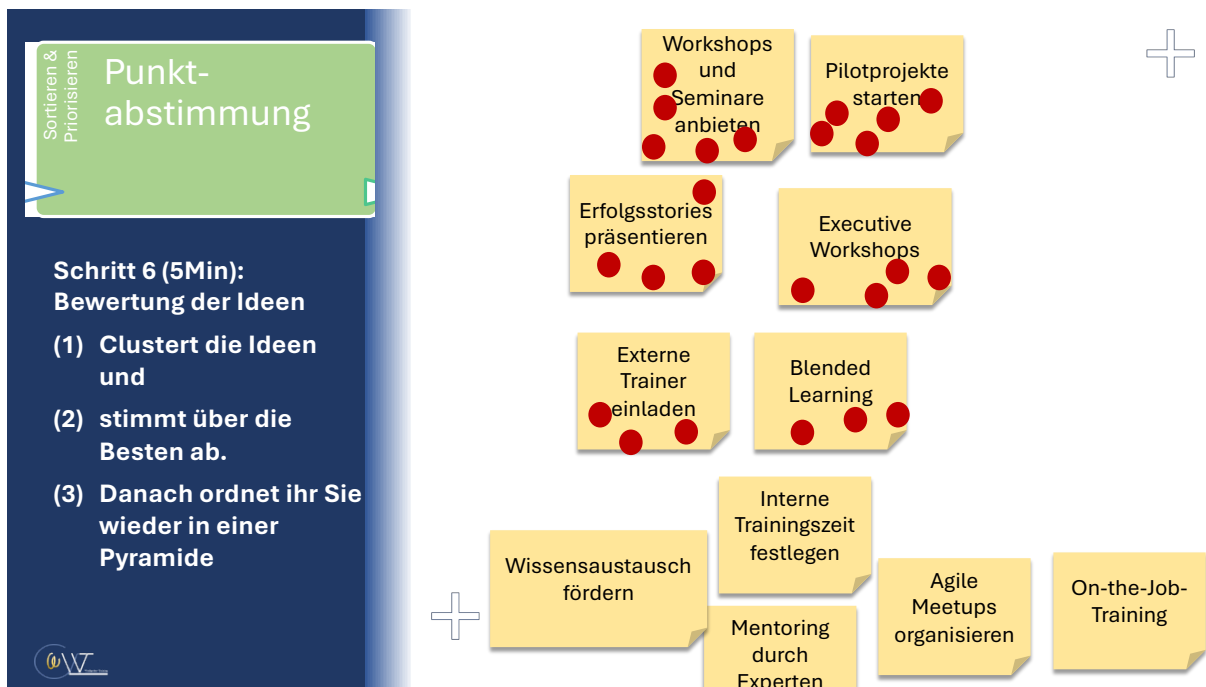 Sortieren &
Priorisieren
Punkt-
abstimmung
Schritt 6 (5Min):
Bewertung der Ideen
(1) Clustert die Ideen
und
(2) stimmt über die
Besten ab.
(3) Danach ordnet ihr Sie
wieder in einer
Pyramide
Workshops
und
Seminare
anbieten
Pilotprojekte
starten
Erfolgsstories
präsentieren
Executive
Workshops
Externe
Trainer
einladen
Blended
Learning
Interne
Trainingszeit
festlegen
Wissensaustausch
fördern
Agile
Meetups
organisieren
On-the-Job-
Training
Mentoring
durch
Experten